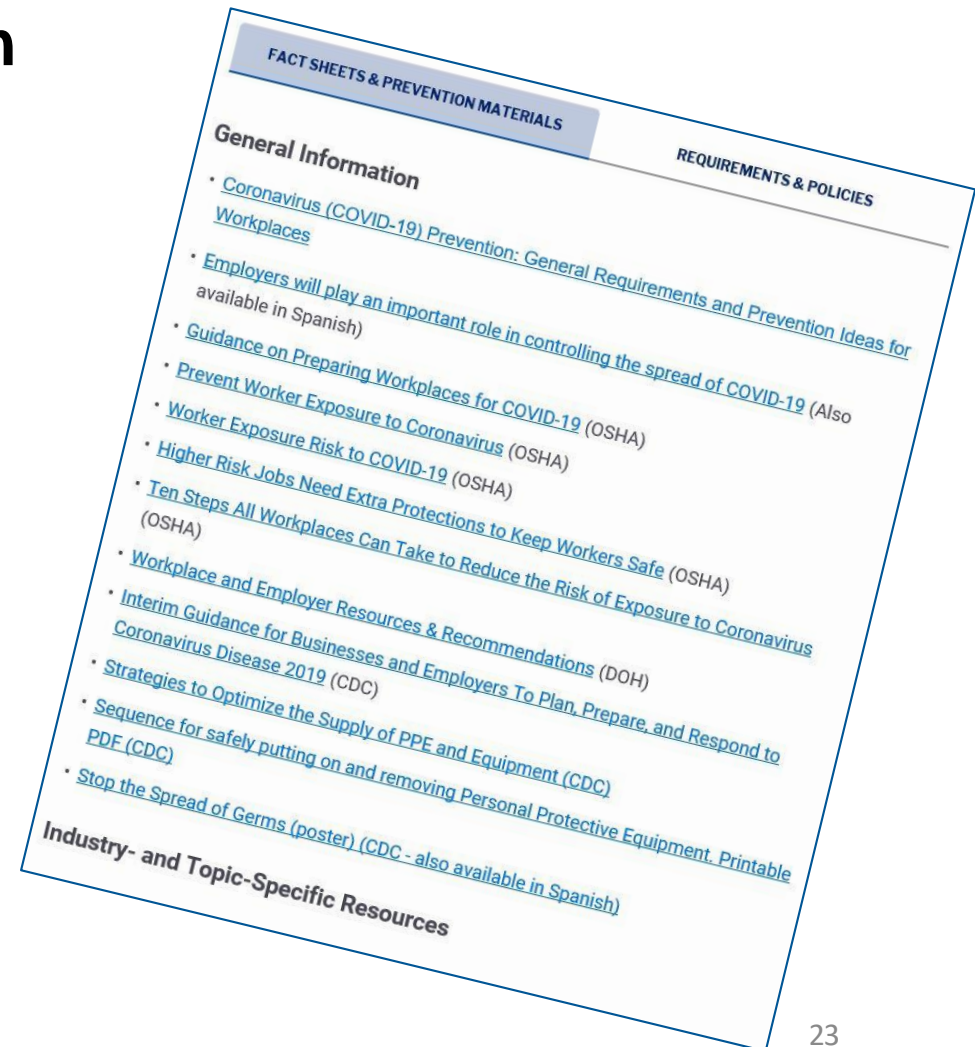 n
FACT SHEETS & PREVENTION MATERIALS
REQUIREMENTS & POLICIES
General Information
• Coronavirus (COVID-19) Prevention: General Requirements and Prevention Ideas for
Workplaces
• Employers will play an important role in controlling the spread of COVID-19 (Also
available in Spanish)
• Guidance on Preparing Workplaces for COVID-19 (OSHA)
• Prevent Worker Exposure to Coronavirus (OSHA)
• Worker Exposure Risk to COVID-19 (OSHA)
• Higher Risk Jobs Need Extra Protections to Keep Workers Safe (OSHA)
• Ten Steps All Workplaces Can Take to Reduce the Risk of Exposure to Coronavirus
(OSHA)
• Workplace and Employer Resources & Recommendations (DOH)
• Interim Guidance for Businesses and Employers To Plan, Prepare, and Respond to
Coronavirus Disease 2019 (CDC)
• Strategies to Optimize the Supply of PPE and Equipment (CDC)
• Sequence for safely putting on and removing Personal Protective Equipment. Printable
PDF (CDC)
• Stop the Spread of Germs (poster) (CDC - also available in Spanish)
Industry- and Topic-Specific Resources
23